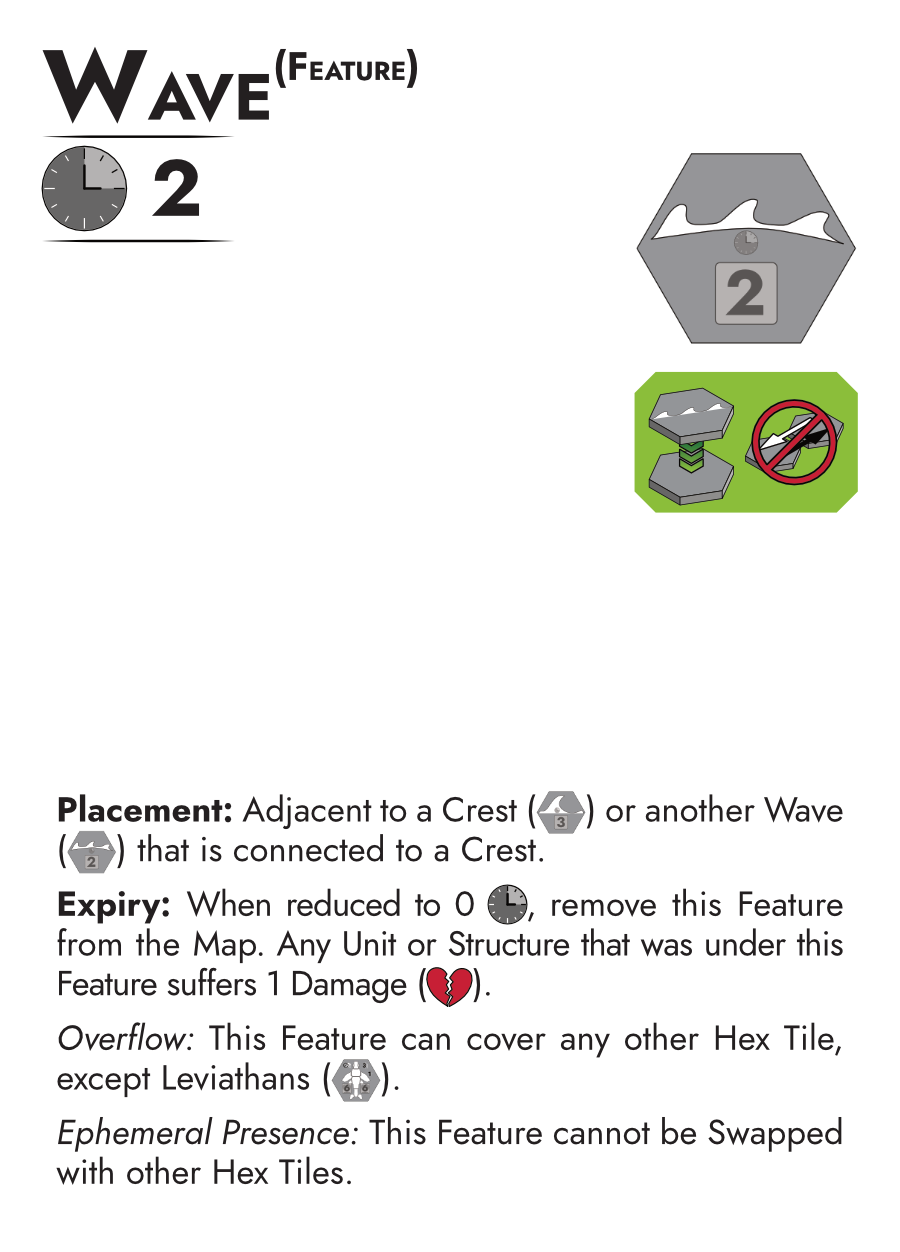 Wave (Feature)
2
2
Placement: Adjacent to a Crest (3) or another Wave
(2) that is connected to a Crest.
Expiry: When reduced to 0 , remove this Feature
from the Map. Any Unit or Structure that was under this
Feature suffers 1 Damage ().
Overflow: This Feature can cover any other Hex Tile,
except Leviathans ().
Ephemeral Presence: This Feature cannot be Swapped
with other Hex Tiles.